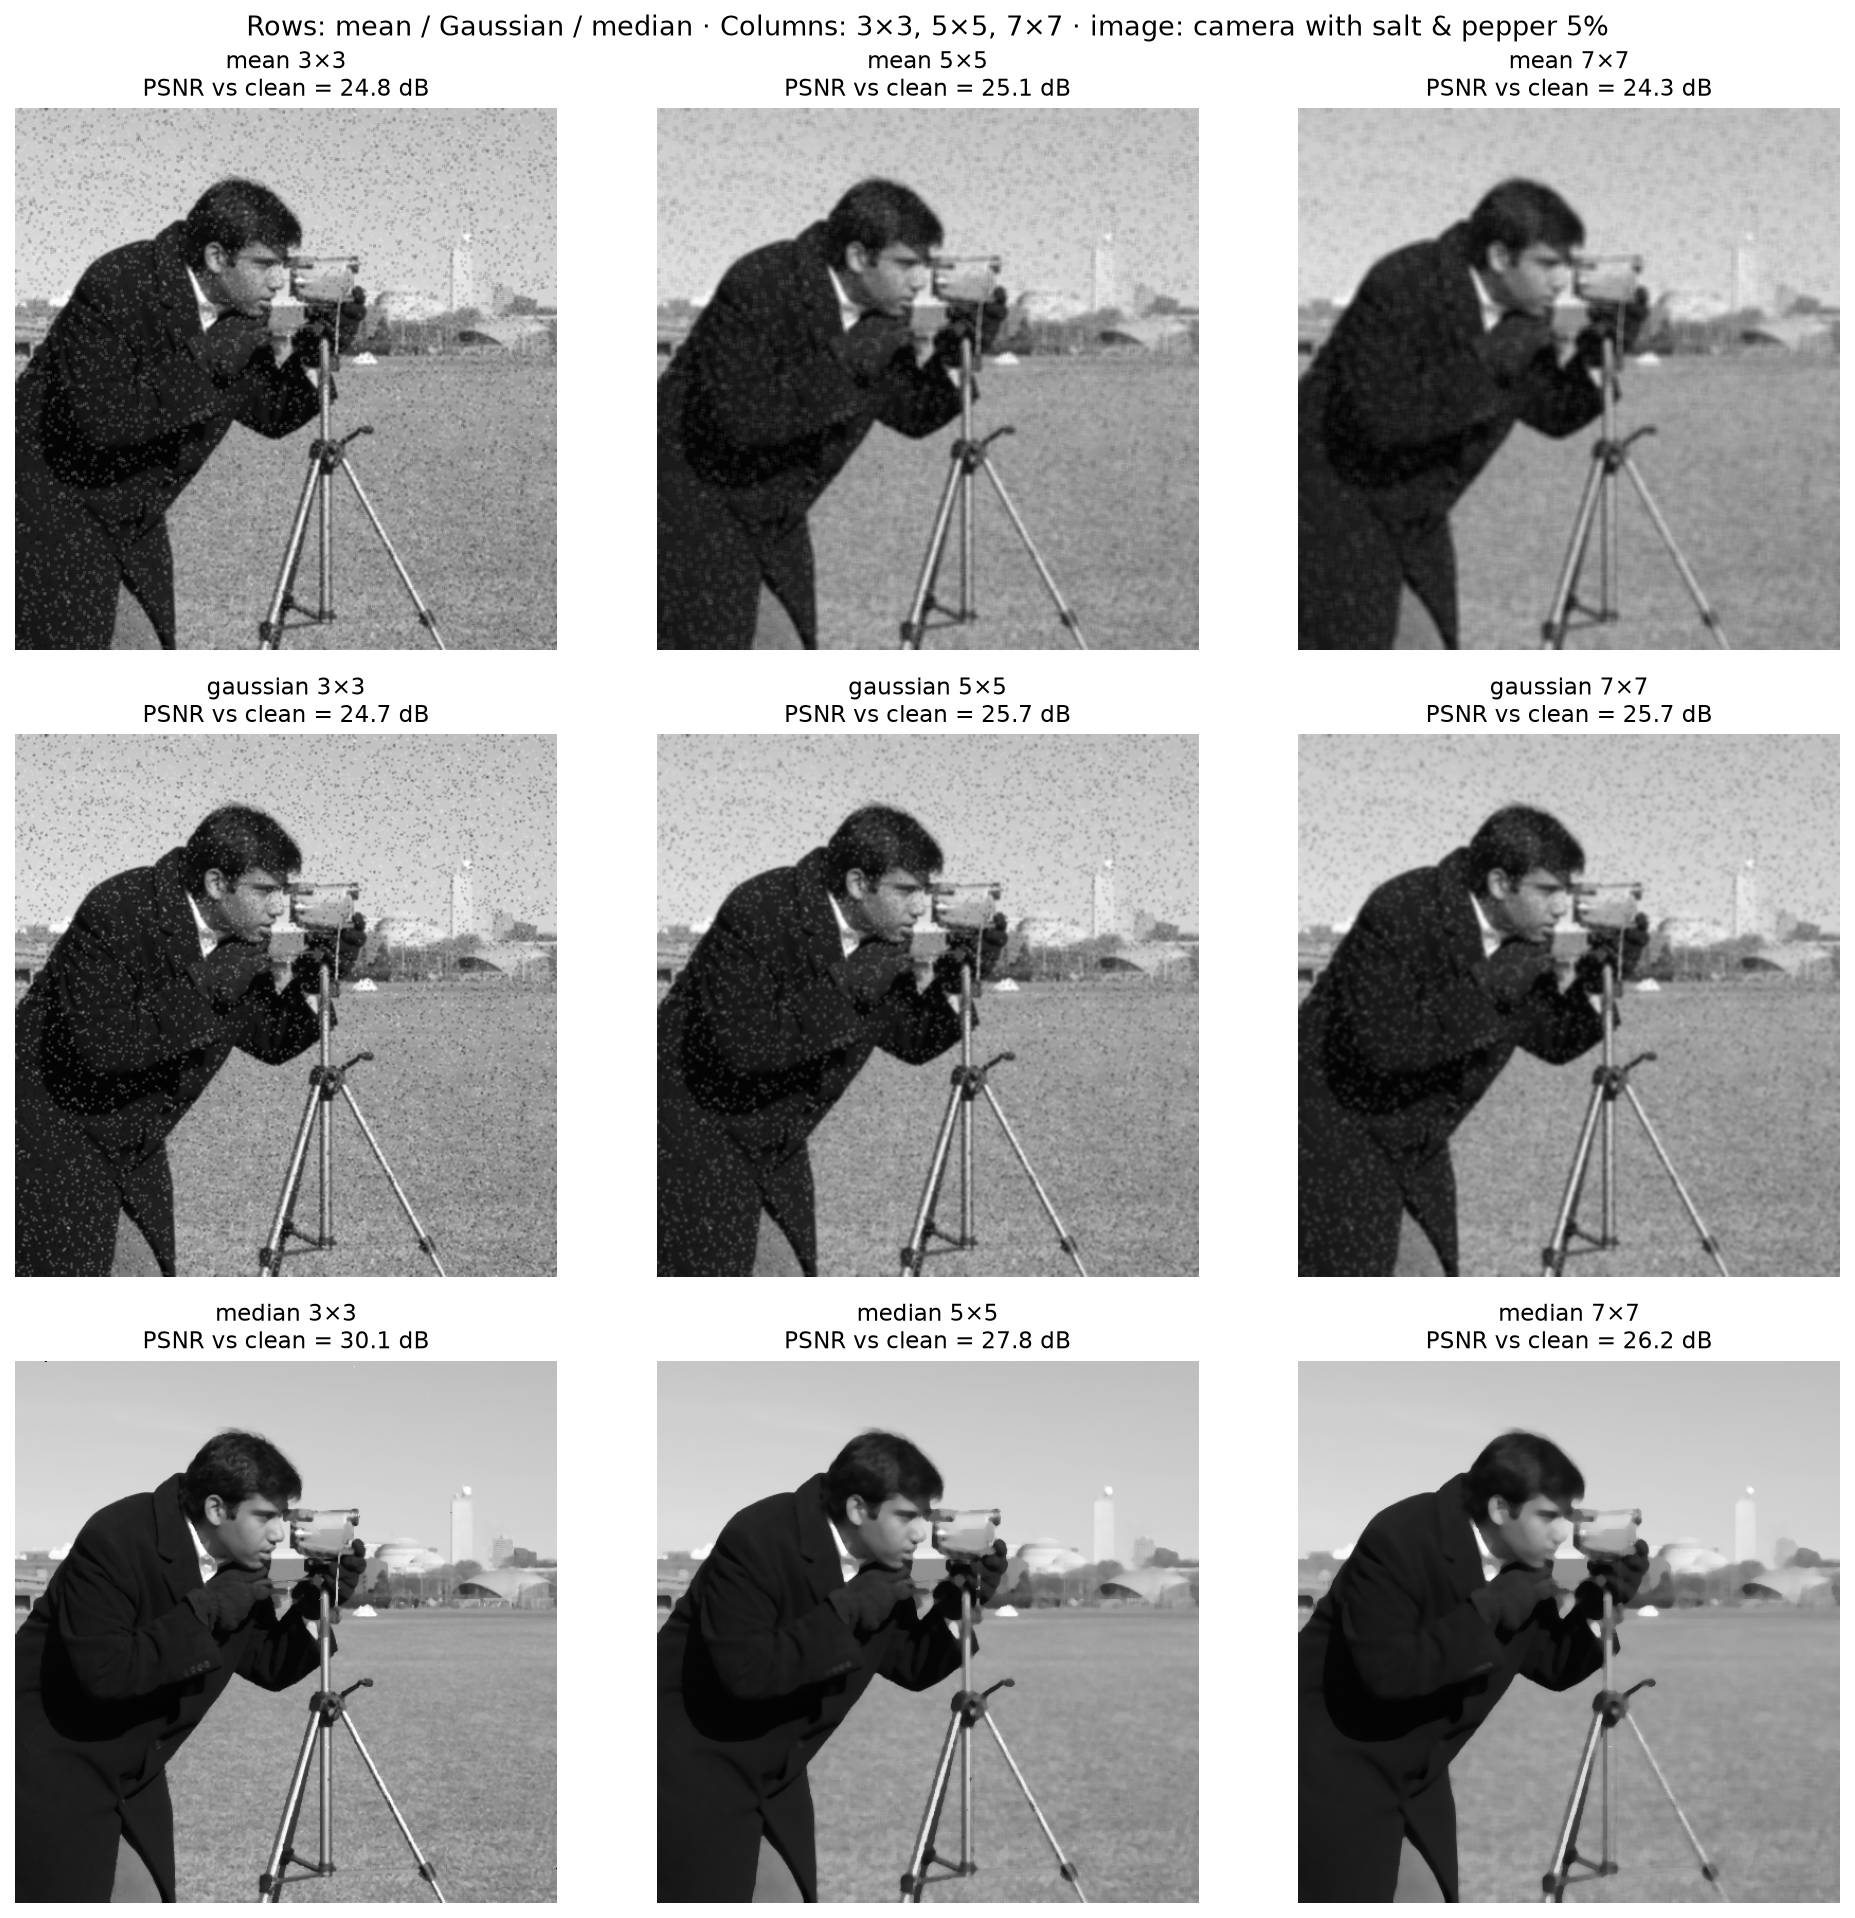 Rows: mean / Gaussian / median · Columns: 3×3, 5×5, 7×7 · image: camera with salt & pepper 5%
mean 3×3
PSNR vs clean = 24.8 dB
mean 5×5
PSNR vs clean = 25.1 dB
mean 7×7
PSNR vs clean = 24.3 dB
gaussian 3×3
PSNR vs clean = 24.7 dB
gaussian 5×5
PSNR vs clean = 25.7 dB
gaussian 7×7
PSNR vs clean = 25.7 dB
median 3×3
PSNR vs clean = 30.1 dB
median 5×5
PSNR vs clean = 27.8 dB
median 7×7
PSNR vs clean = 26.2 dB